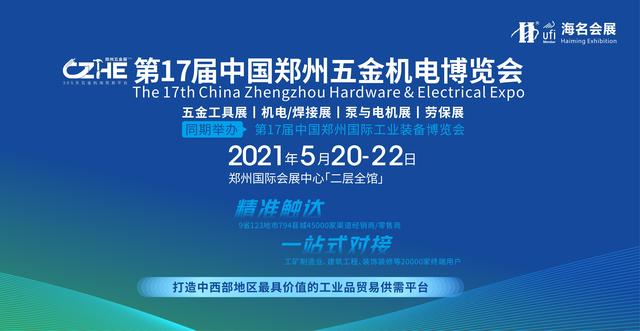 H ufi 海名会展
Member Haiming Exhibition
郑州五金展
CZHE 第17届中国郑州五金机电博览会
The 17th China Zhengzhou Hardware & Electrical Expo
五金工具展 | 机电/焊接展 | 泵与电机展 | 劳保展
同期举办 第17届中国郑州国际工业装备博览会
2021年5月20-22日
郑州国际会展中心「二层全馆」
精准触达
9省123地市794县域45000家渠道经销商/零售商
一站式对接
工矿制造业、建筑工程、装饰装修等20000家终端用户
打造中西部地区最具价值的工业品贸易供需平台